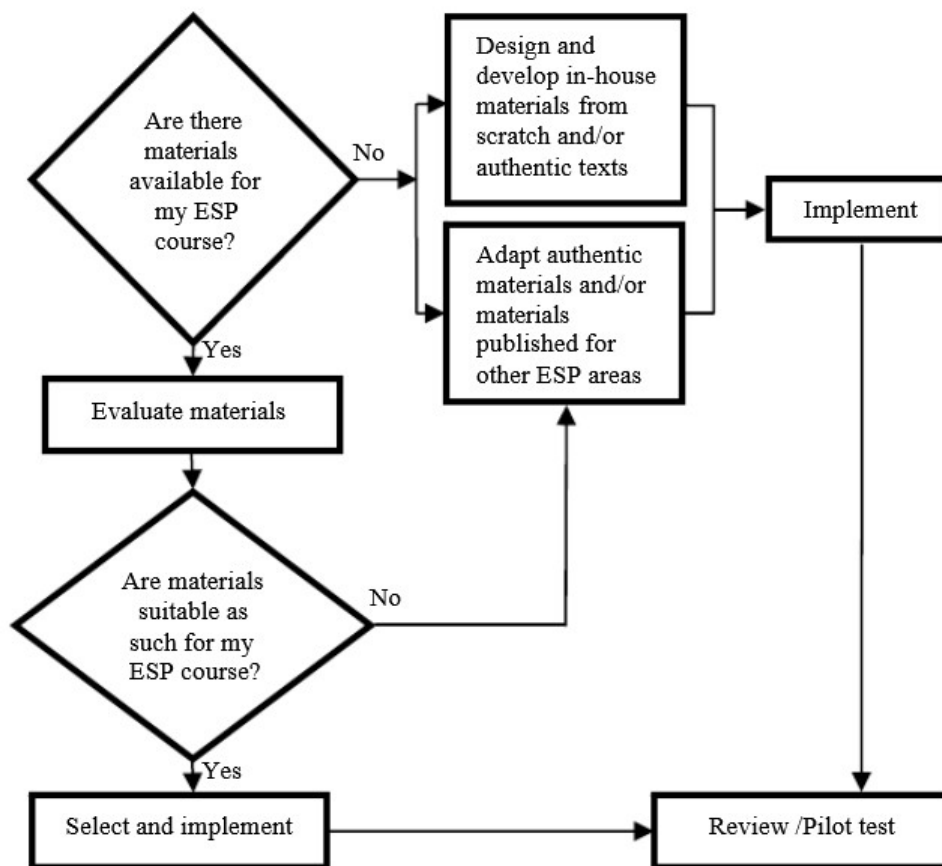 Are there
materials
available for
my ESP
course?
No
Design and
develop in-house
materials from
scratch and/or
authentic texts
Implement
Adapt authentic
materials and/or
materials
published for
other ESP areas
Yes
Evaluate materials
Are materials
suitable as
such for my
ESP course?
No
Yes
Select and implement
Review /Pilot test